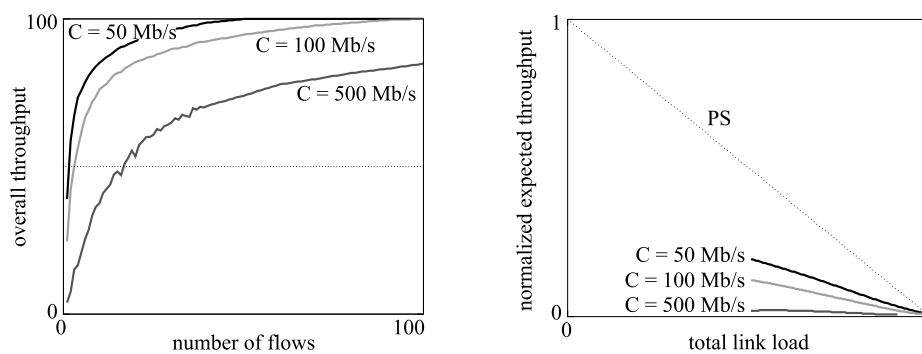 100
C = 50 Mb/s
C = 100 Mb/s
C = 500 Mb/s
overall throughput
0
0
100
number of flows
1
PS
normalized expected throughput
C = 50 Mb/s
C = 100 Mb/s
C = 500 Mb/s
0
0
total link load